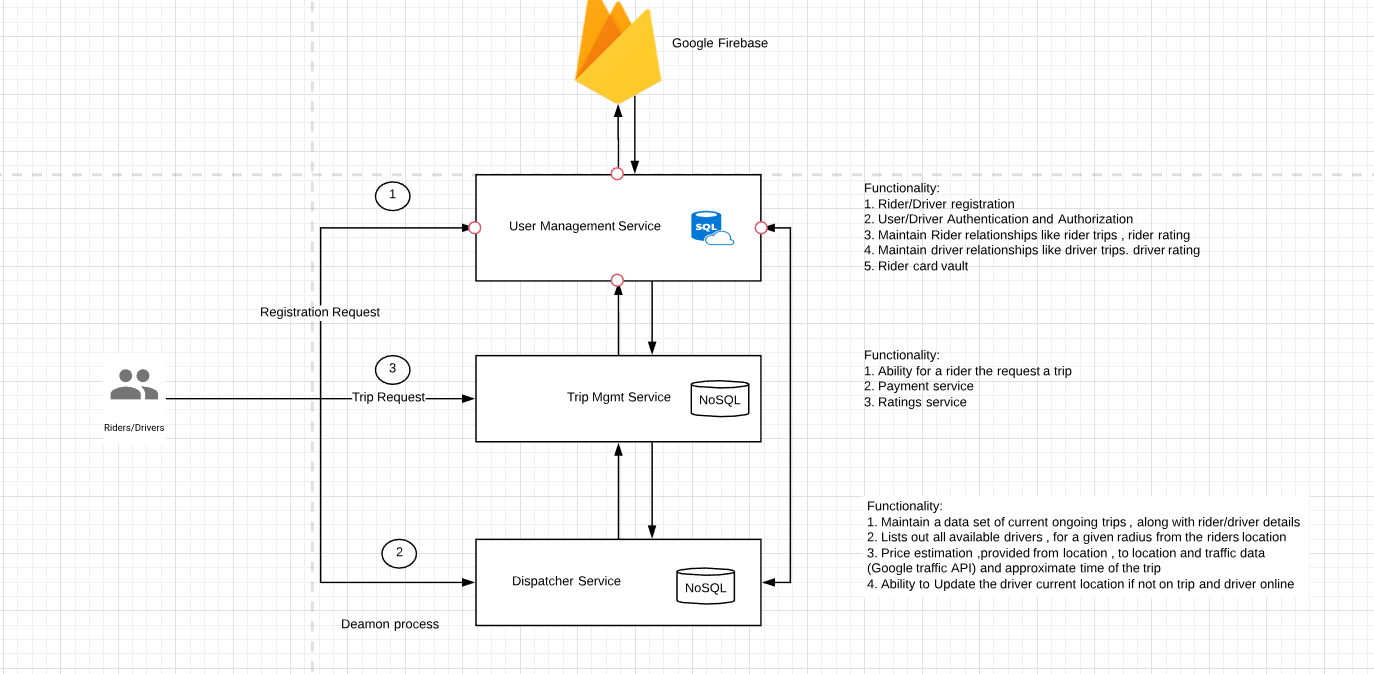 Google Firebase
1
User Management Service
SQL
Functionality:
1. Rider/Driver registration
2. User/Driver Authentication and Authorization
3. Maintain Rider relationships like rider trips , rider rating
4. Maintain driver relationships like driver trips. driver rating
5. Rider card vault
Registration Request
3
Trip Request
Trip Mgmt Service
NoSQL
Functionality:
1. Ability for a rider the request a trip
2. Payment service
3. Ratings service
Riders/Drivers
2
Dispatcher Service
NoSQL
Functionality:
1. Maintain a data set of current ongoing trips , along with rider/driver details
2. Lists out all available drivers , for a given radius from the riders location
3. Price estimation ,provided from location , to location and traffic data
(Google traffic API) and approximate time of the trip
4. Ability to Update the driver current location if not on trip and driver online
Deamon process